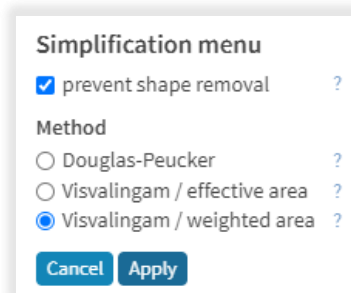 Simplification menu
prevent shape removal ?
Method
Douglas-Peucker ?
Visvalingam / effective area ?
Visvalingam / weighted area ?
Cancel Apply